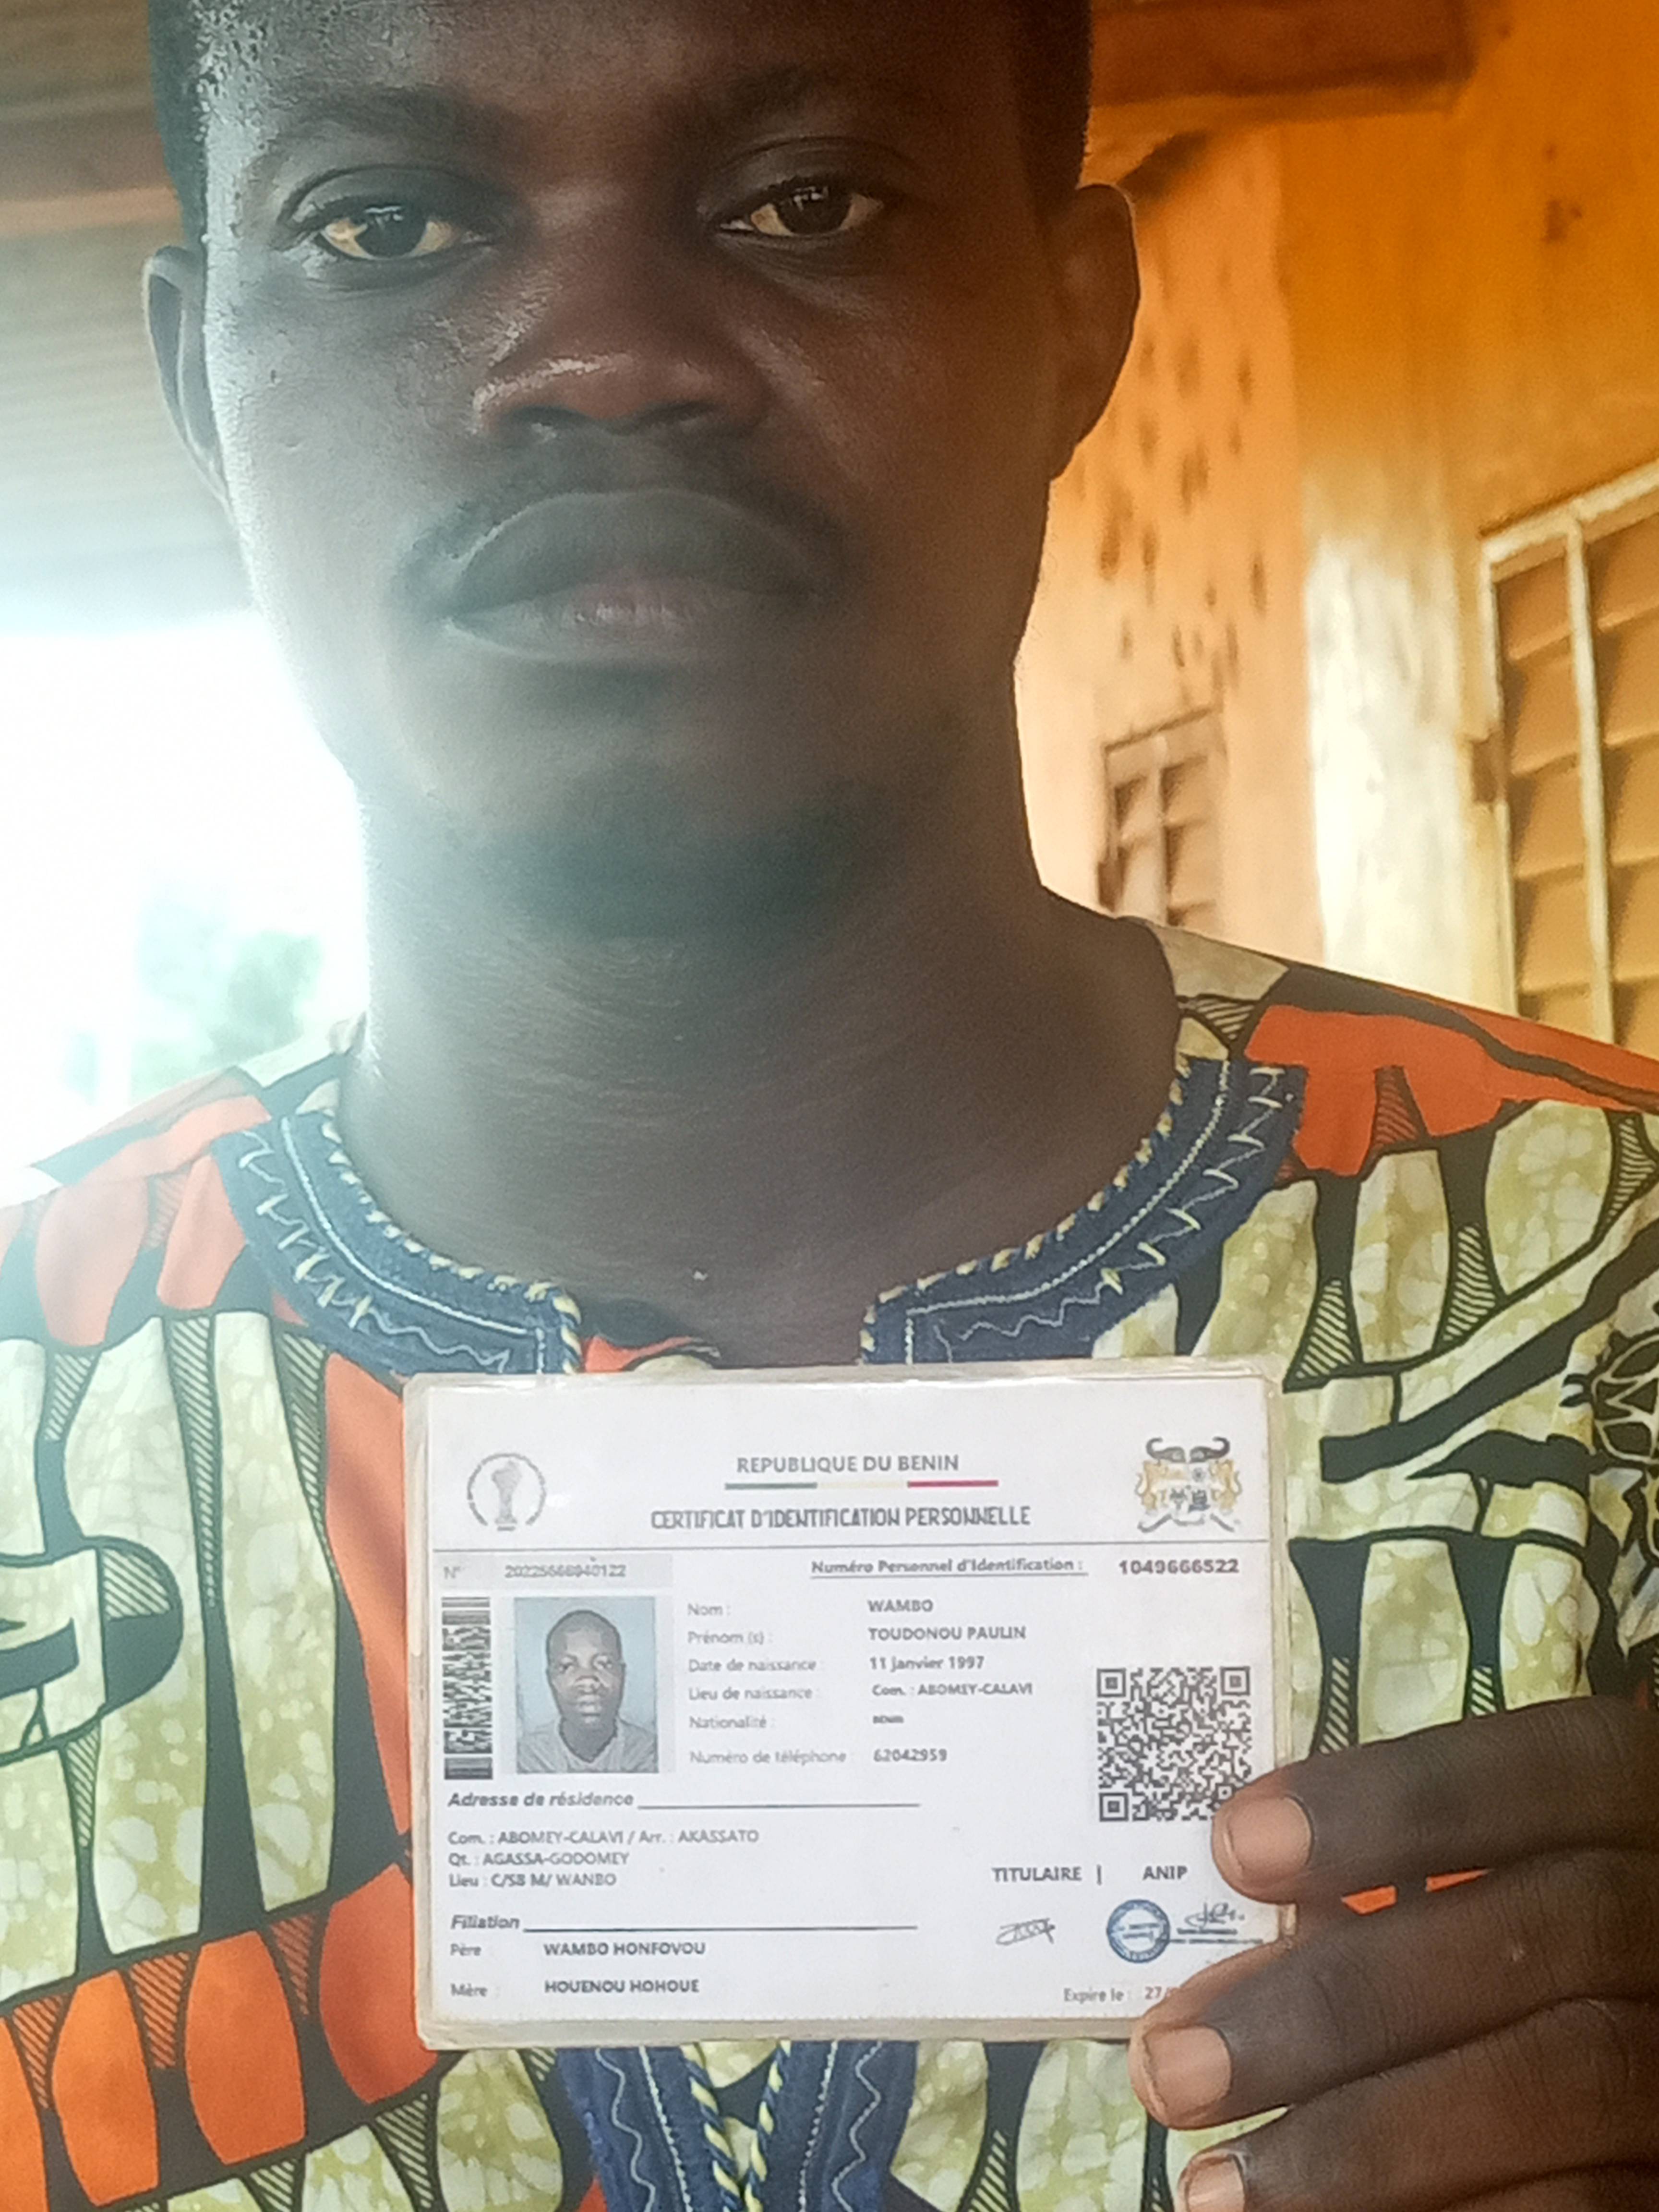 REPUBLIQUE DU BENIN
CERTIFICAT D'IDENTIFICATION PERSONNELLE
N° 20225668940122
Numéro Personnel d'Identification : 1049666522
Nom : WAMBO
Prénom (s) : TOUDONOU PAULIN
Date de naissance : 11 Janvier 1997
Lieu de naissance : Com. : ABOMEY-CALAVI
Nationalité : BENIN
Numéro de téléphone : 62042959
Adresse de résidence
Com. : ABOMEY-CALAVI / Arr. : AKASSATO
Qt. : AGASSA-GODOMEY
Lieu : C/SB M/ WANBO
TITULAIRE | ANIP
Filiation
Père WAMBO HONFOVOU
Mère : HOUENOU HOHOUE
Expire le : 27/